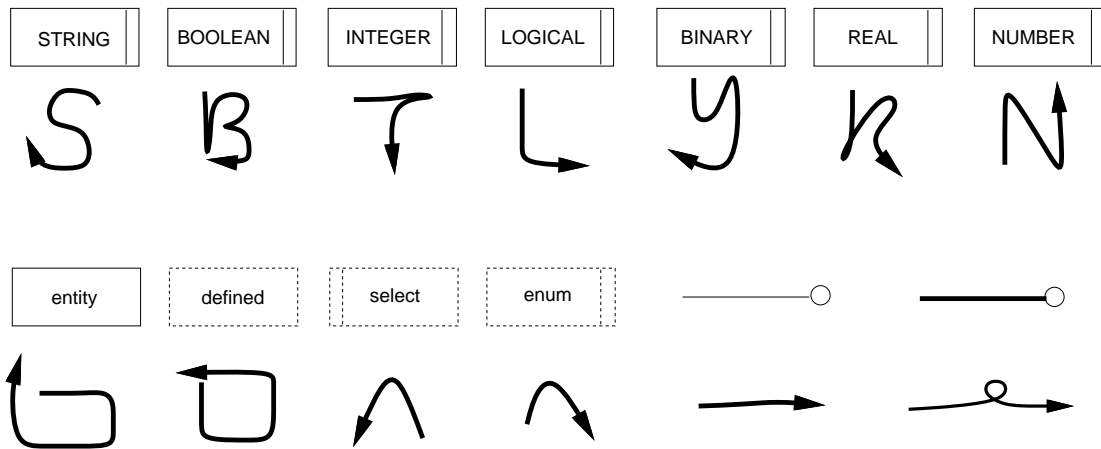 STRING BOOLEAN INTEGER LOGICAL BINARY REAL NUMBER
entity defined select enum